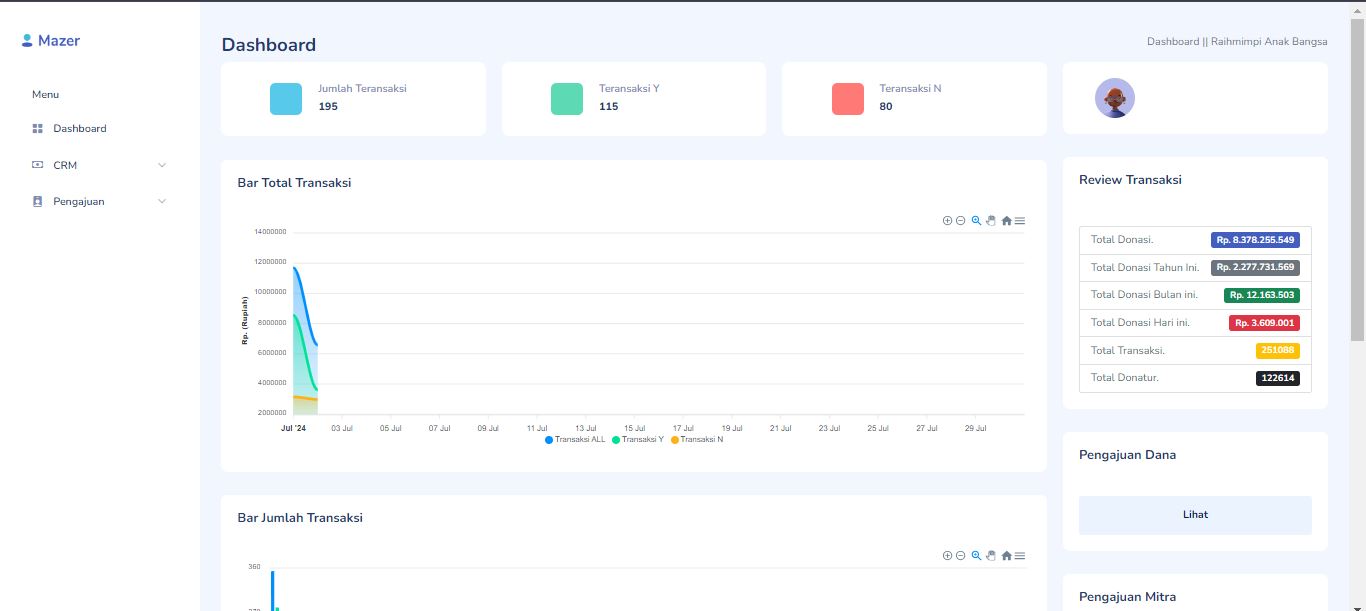 Mazer
Menu
Dashboard
CRM
Pengajuan
Dashboard
Dashboard || Raihmimpi Anak Bangsa
Jumlah Teransaksi
195
Teransaksi Y
115
Teransaksi N
80
Bar Total Transaksi
14000000
12000000
10000000
8000000
6000000
4000000
2000000
Rp. (Rupiah)
Jul '24 03 Jul 05 Jul 07 Jul 09 Jul 11 Jul 13 Jul 15 Jul 17 Jul 19 Jul 21 Jul 23 Jul 25 Jul 27 Jul 29 Jul
Transaksi ALL Transaksi Y Transaksi N
Bar Jumlah Transaksi
360
Review Transaksi
Total Donasi. Rp. 8.378.255.549
Total Donasi Tahun Ini. Rp. 2.277.731.569
Total Donasi Bulan ini. Rp. 12.163.503
Total Donasi Hari ini. Rp. 3.609.001
Total Transaksi. 251088
Total Donatur. 122614
Pengajuan Dana
Lihat
Pengajuan Mitra